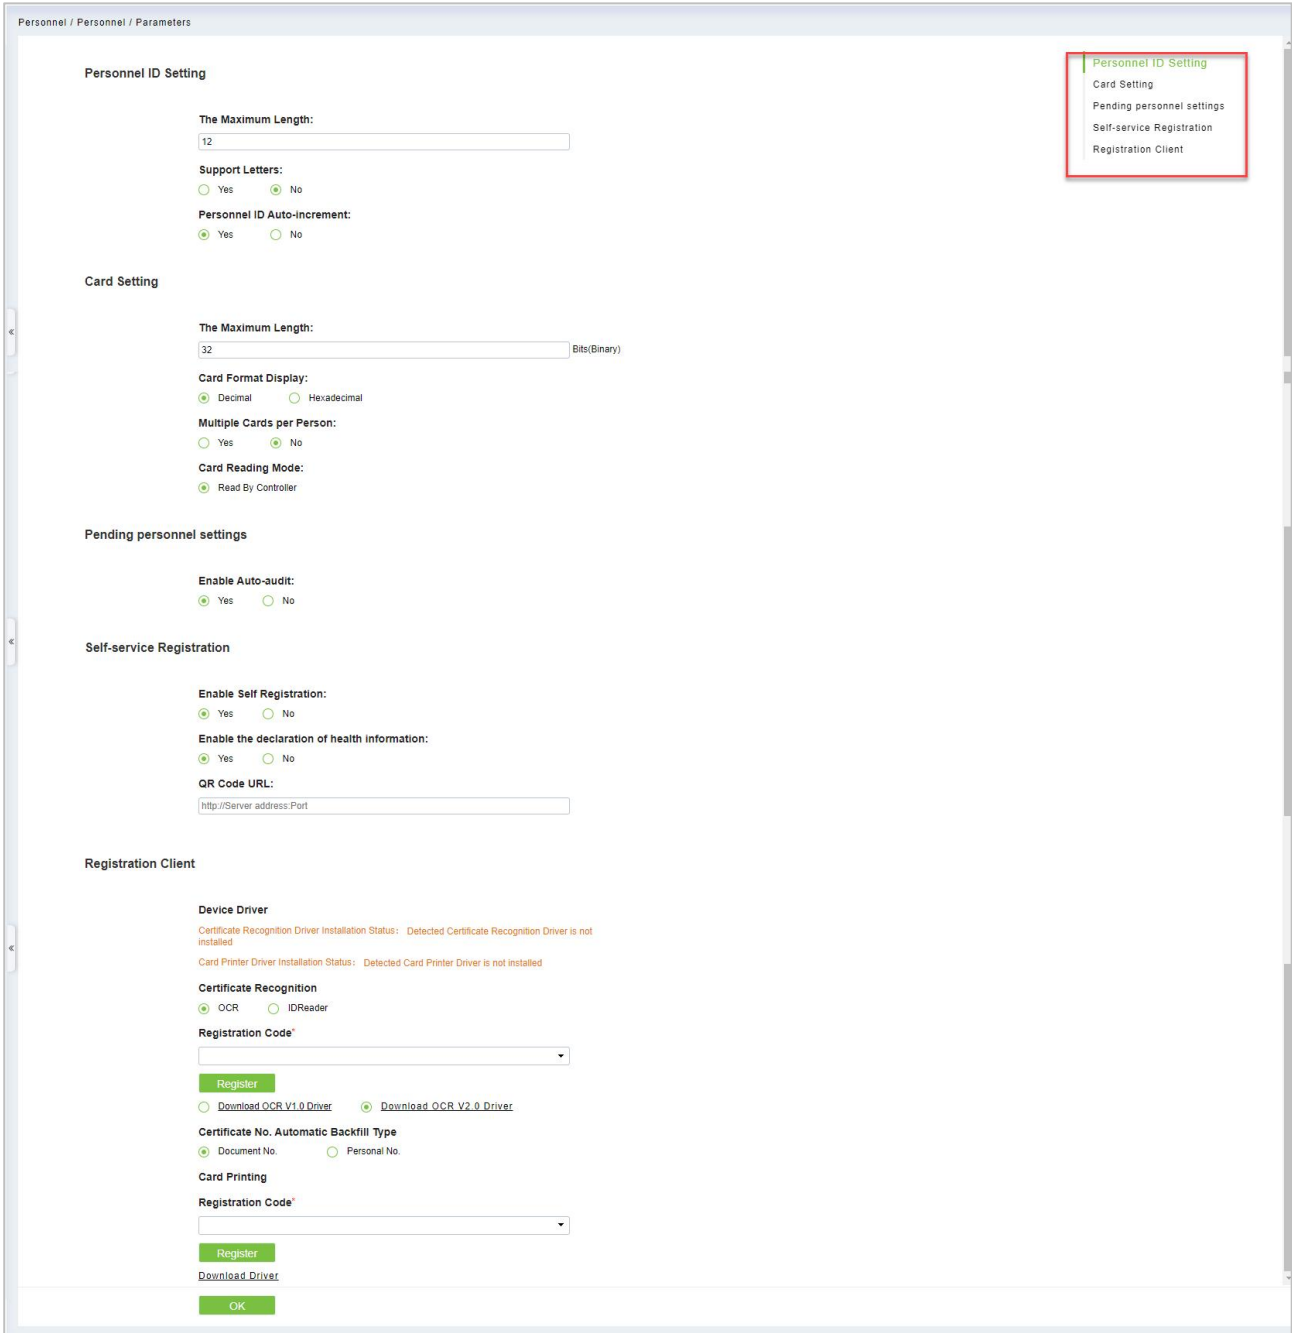 Personnel / Personnel / Parameters
Personnel ID Setting
The Maximum Length:
12
Support Letters:
Yes No
Personnel ID Auto-increment:
Yes No
Card Setting
The Maximum Length:
32 Bits(Binary)
Card Format Display:
Decimal Hexadecimal
Multiple Cards per Person:
Yes No
Card Reading Mode:
Read By Controller
Pending personnel settings
Enable Auto-audit:
Yes No
Self-service Registration
Enable Self Registration:
Yes No
Enable the declaration of health information:
Yes No
QR Code URL:
http://Server address:Port
Registration Client
Device Driver
Certificate Recognition Driver Installation Status： Detected Certificate Recognition Driver is not
installed
Card Printer Driver Installation Status： Detected Card Printer Driver is not installed
Certificate Recognition
OCR IDReader
Registration Code*
Register
Download OCR V1.0 Driver Download OCR V2.0 Driver
Certificate No. Automatic Backfill Type
Document No. Personal No.
Card Printing
Registration Code*
Register
Download Driver
OK
Personnel ID Setting
Card Setting
Pending personnel settings
Self-service Registration
Registration Client